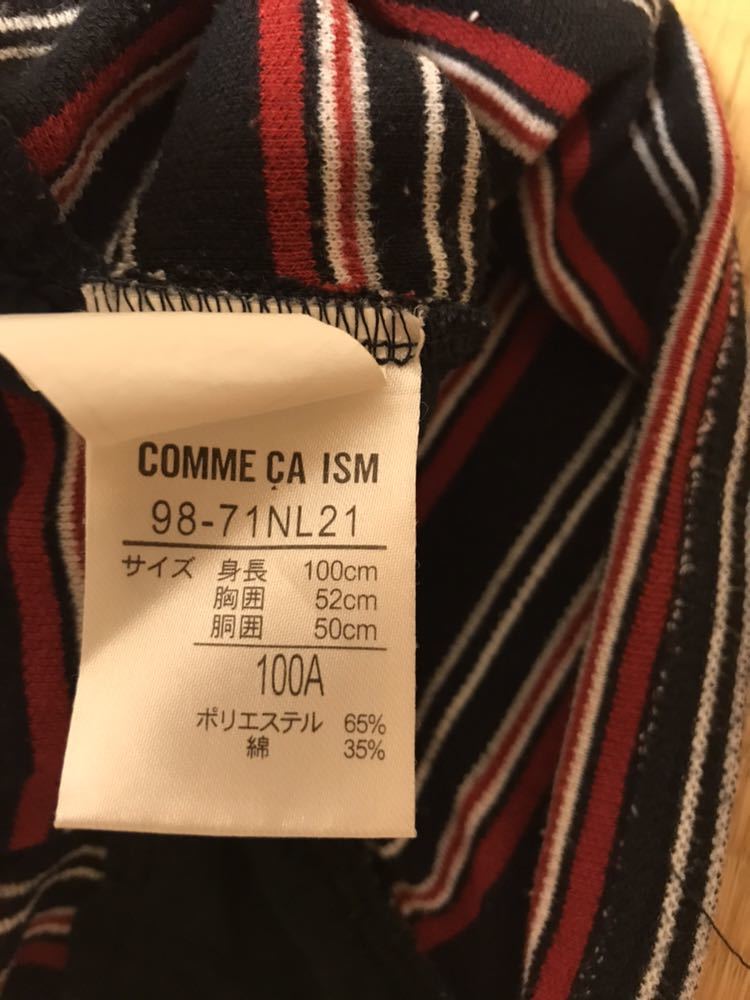 COMME ÇA ISM
98-71NL21
サイズ 身長 100cm
胸囲 52cm
胴囲 50cm
100A
ポリエステル 65%
綿 35%